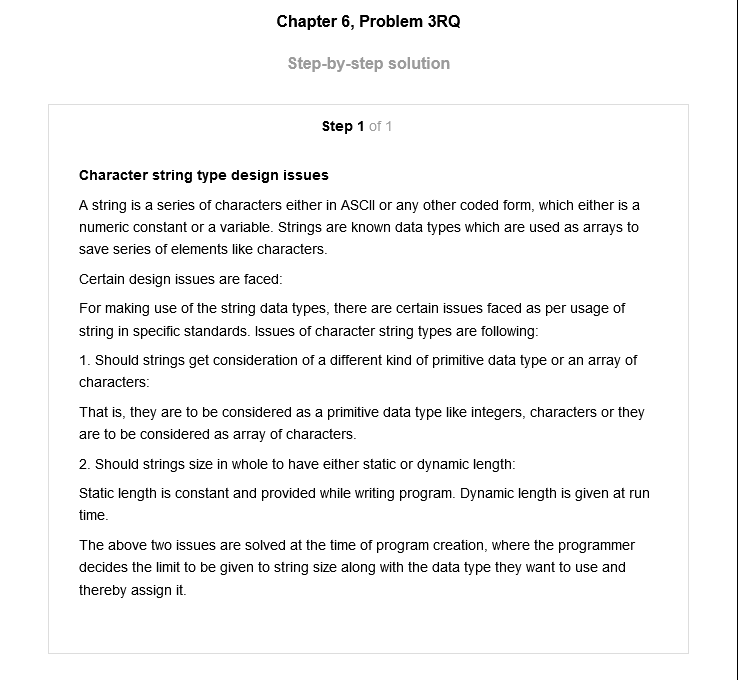 Chapter 6, Problem 3RQ
Step-by-step solution
Step 1 of 1
Character string type design issues
A string is a series of characters either in ASCII or any other coded form, which either is a
numeric constant or a variable. Strings are known data types which are used as arrays to
save series of elements like characters.
Certain design issues are faced:
For making use of the string data types, there are certain issues faced as per usage of
string in specific standards. Issues of character string types are following:
1. Should strings get consideration of a different kind of primitive data type or an array of
characters:
That is, they are to be considered as a primitive data type like integers, characters or they
are to be considered as array of characters.
2. Should strings size in whole to have either static or dynamic length:
Static length is constant and provided while writing program. Dynamic length is given at run
time.
The above two issues are solved at the time of program creation, where the programmer
decides the limit to be given to string size along with the data type they want to use and
thereby assign it.